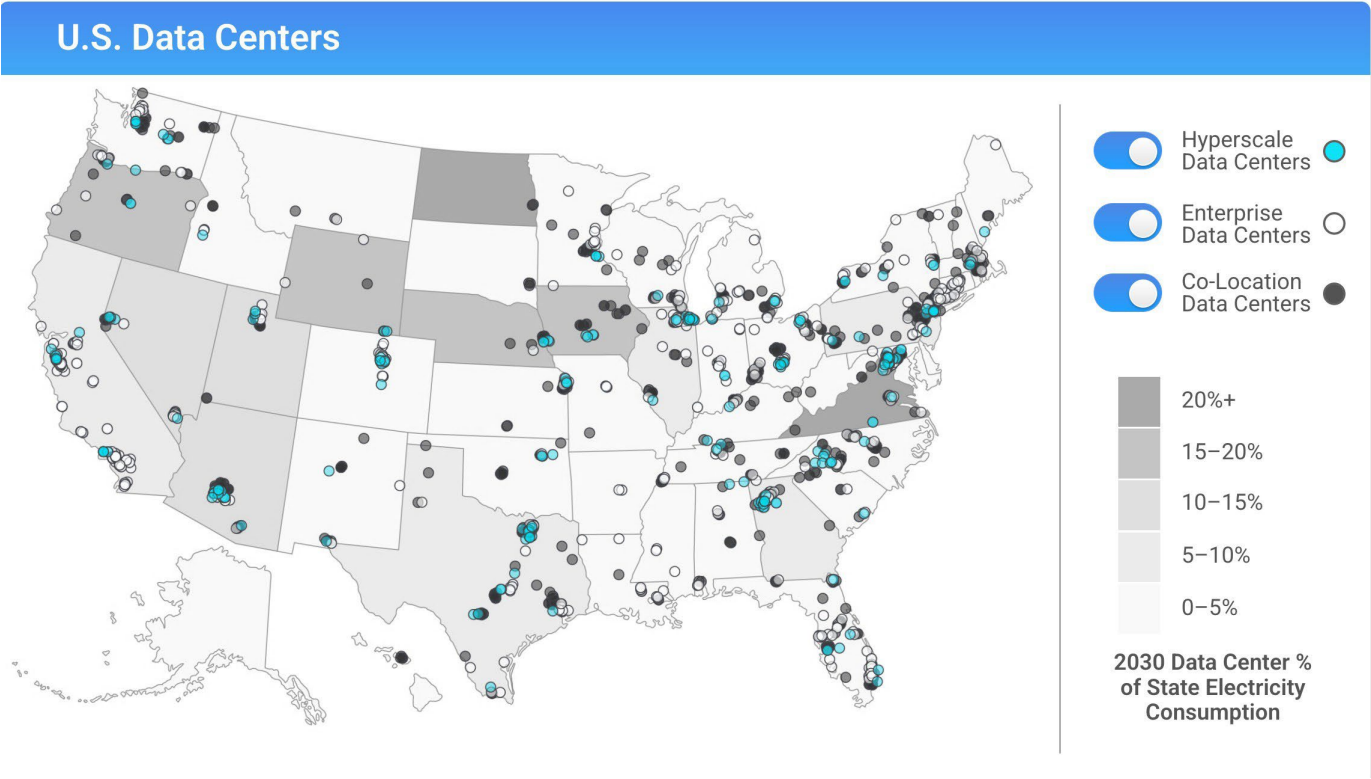 U.S. Data Centers
Hyperscale
Data Centers
Enterprise
Data Centers
Co-Location
Data Centers
20%+
15–20%
10–15%
5–10%
0–5%
2030 Data Center %
of State Electricity
Consumption